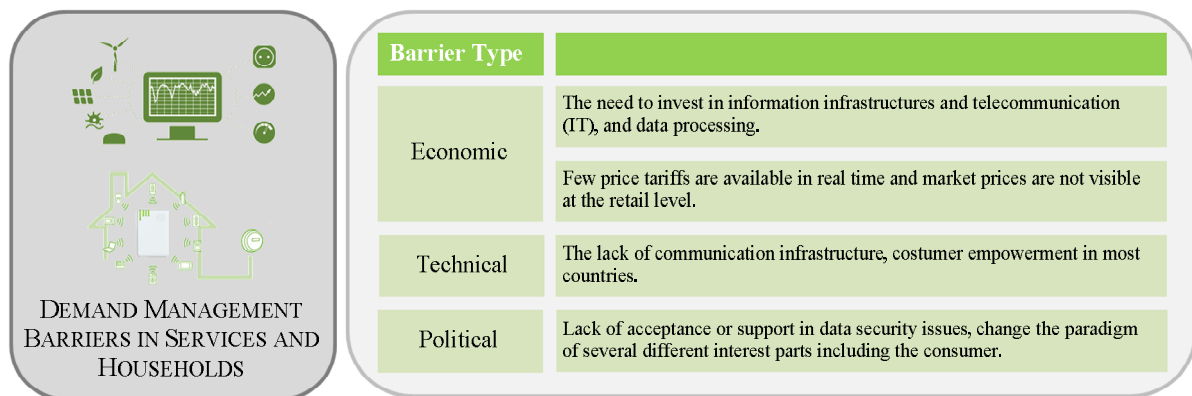 DEMAND MANAGEMENT
BARRIERS IN SERVICES AND
HOUSEHOLDS
Barrier Type
Economic
The need to invest in information infrastructures and telecommunication
(IT), and data processing.
Few price tariffs are available in real time and market prices are not visible
at the retail level.
Technical
The lack of communication infrastructure, costumer empowerment in most
countries.
Political
Lack of acceptance or support in data security issues, change the paradigm
of several different interest parts including the consumer.